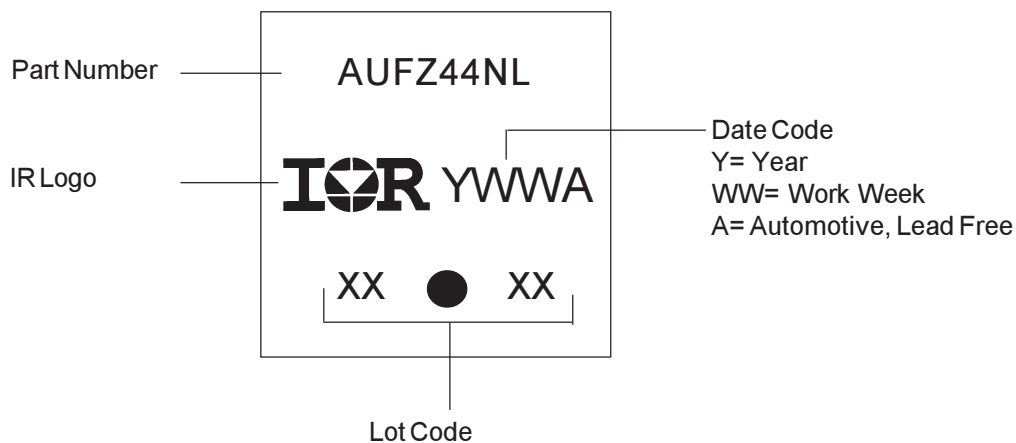 Part Number
AUFZ44NL
IR Logo
IOR YWWA
Date Code
Y= Year
WW= Work Week
A= Automotive, Lead Free
XX XX
Lot Code